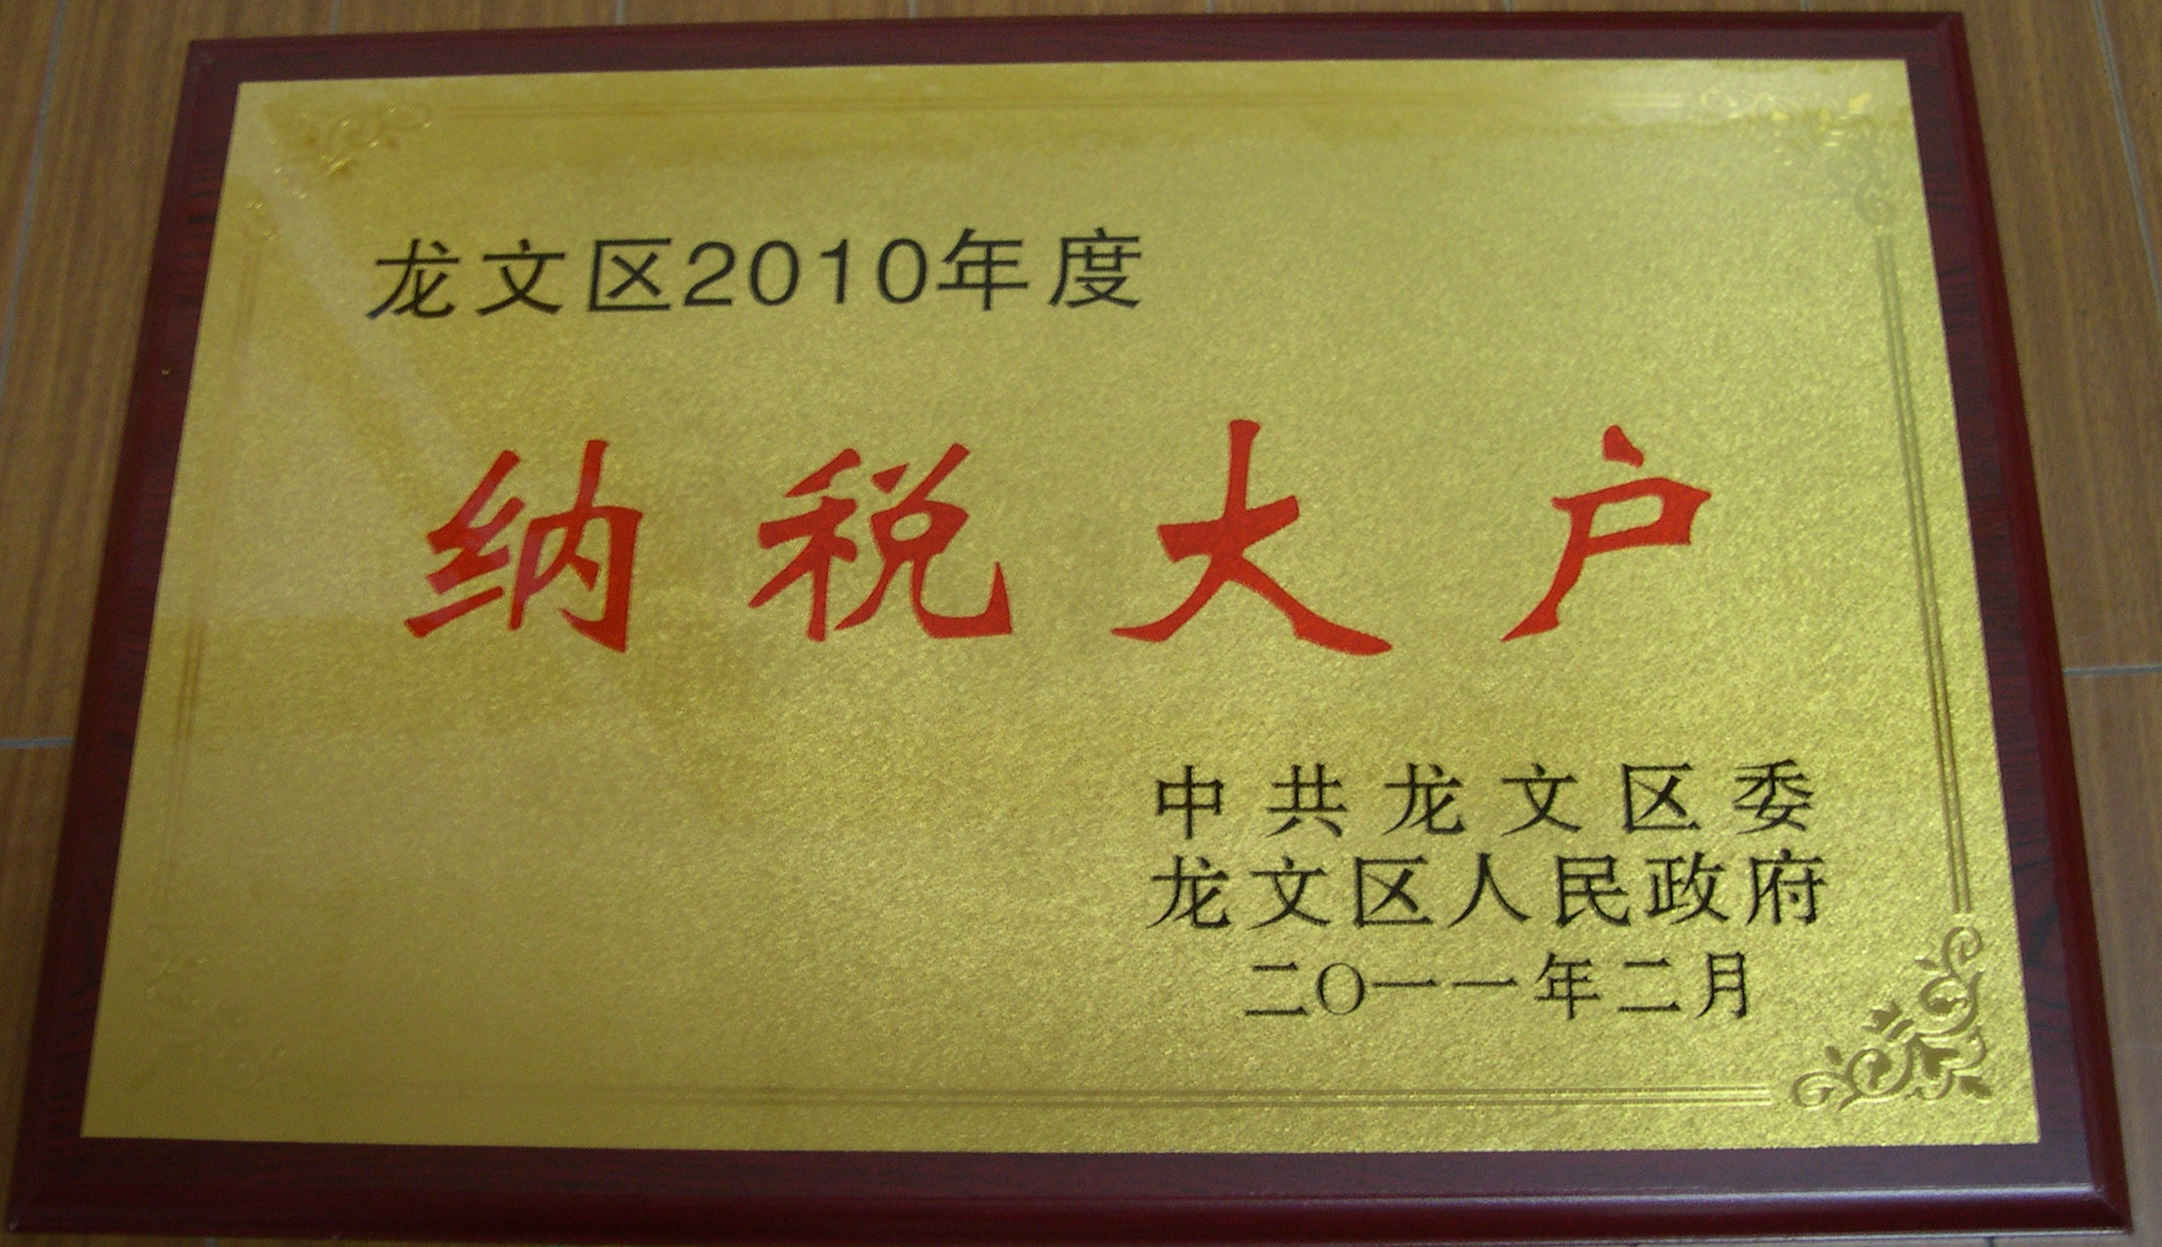 龙文区2010年度
纳税大户
中共龙文区委
龙文区人民政府
二〇一一年二月